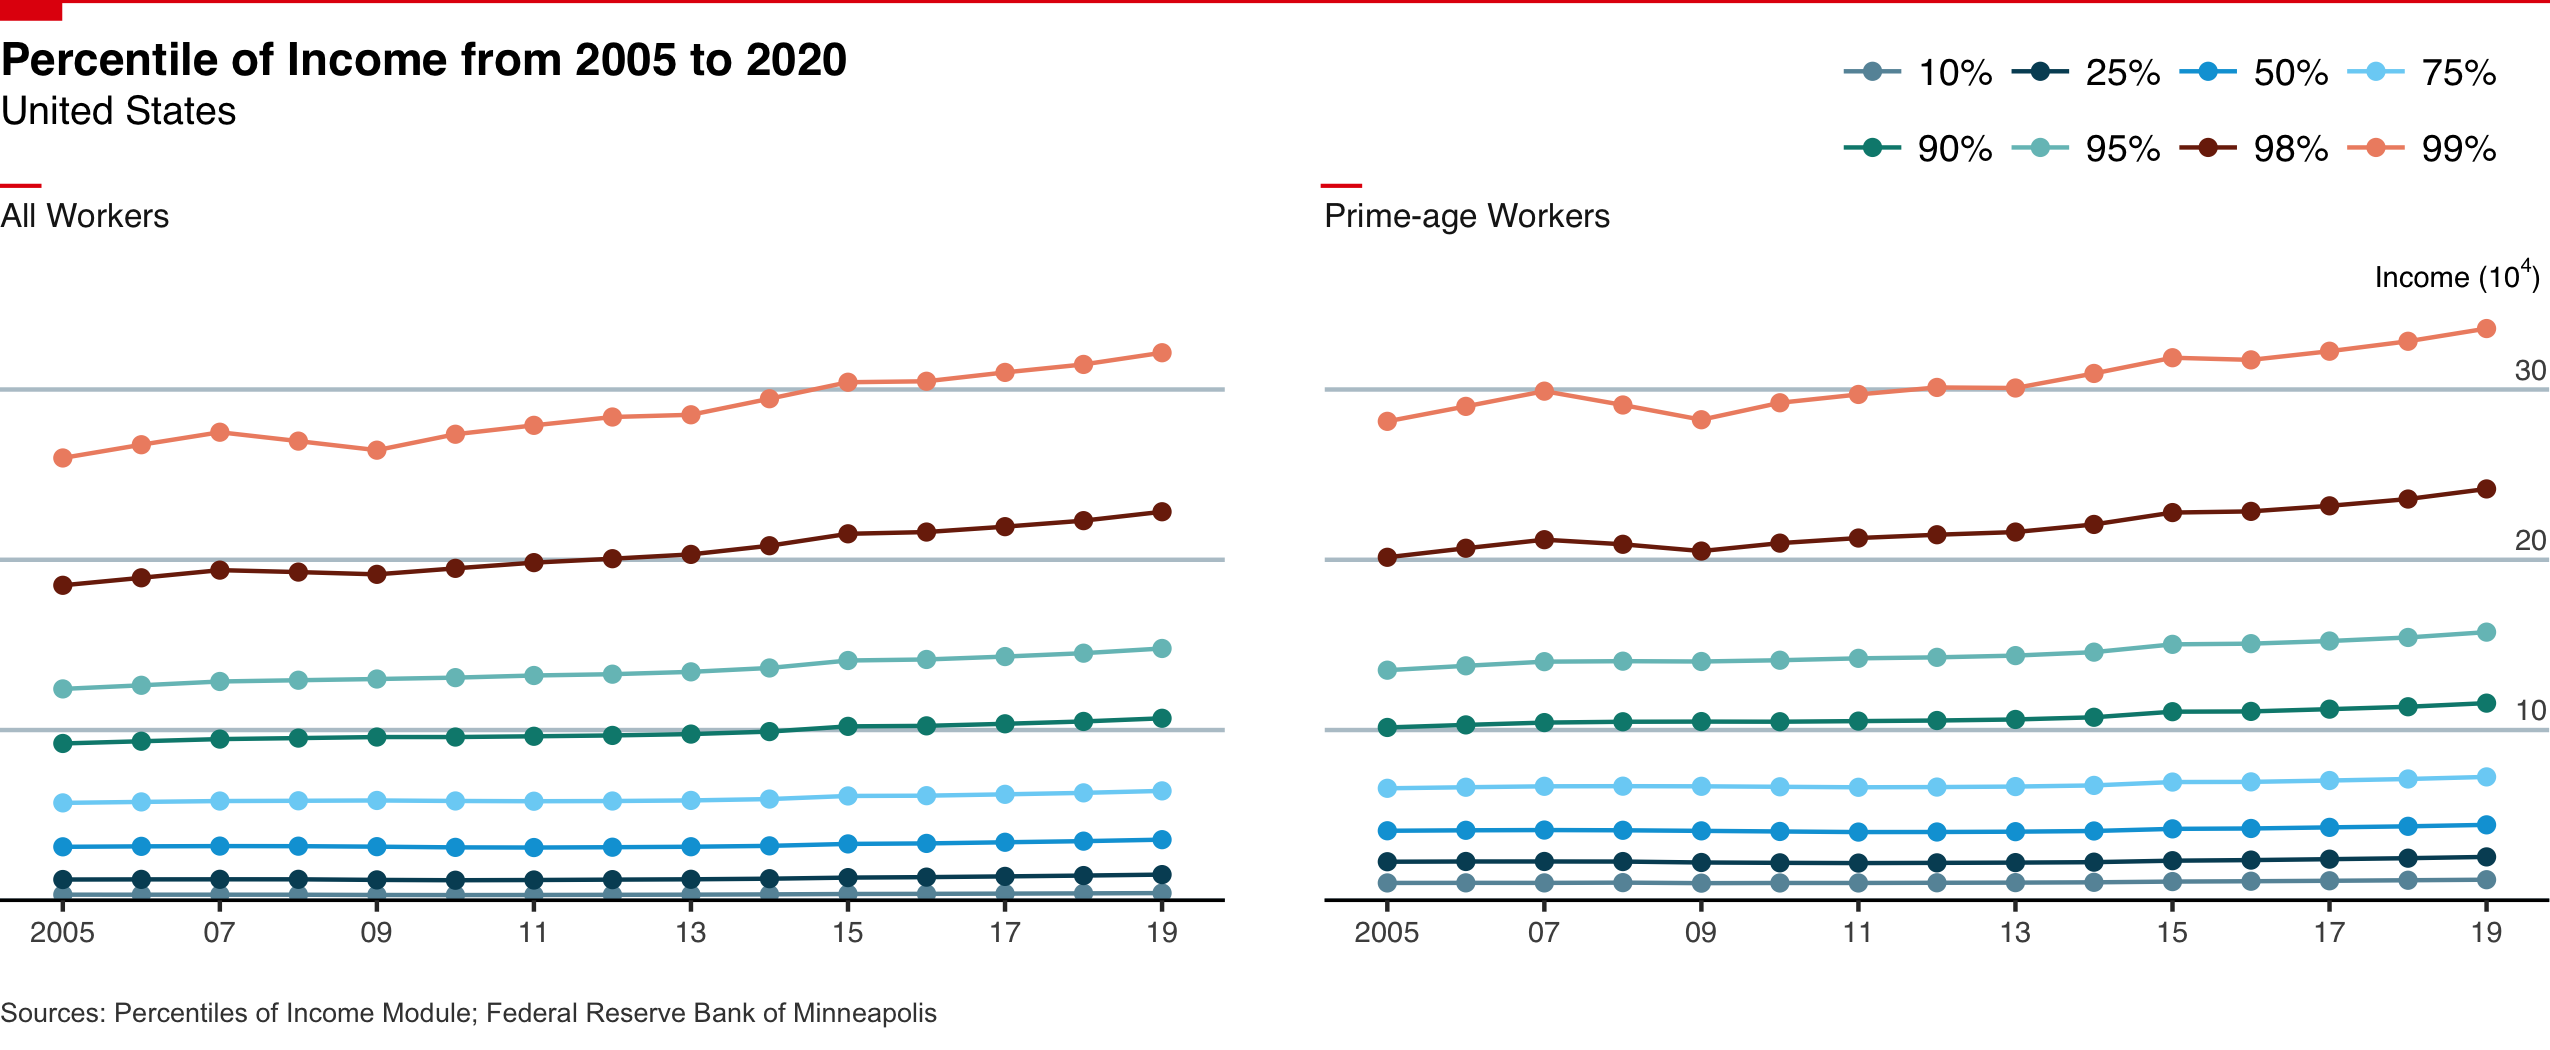 Percentile of Income from 2005 to 2020
United States
10% 25% 50% 75%
90% 95% 98% 99%
All Workers
Prime-age Workers
Income (10⁴)
30
20
10
2005 07 09 11 13 15 17 19
2005 07 09 11 13 15 17 19
Sources: Percentiles of Income Module; Federal Reserve Bank of Minneapolis